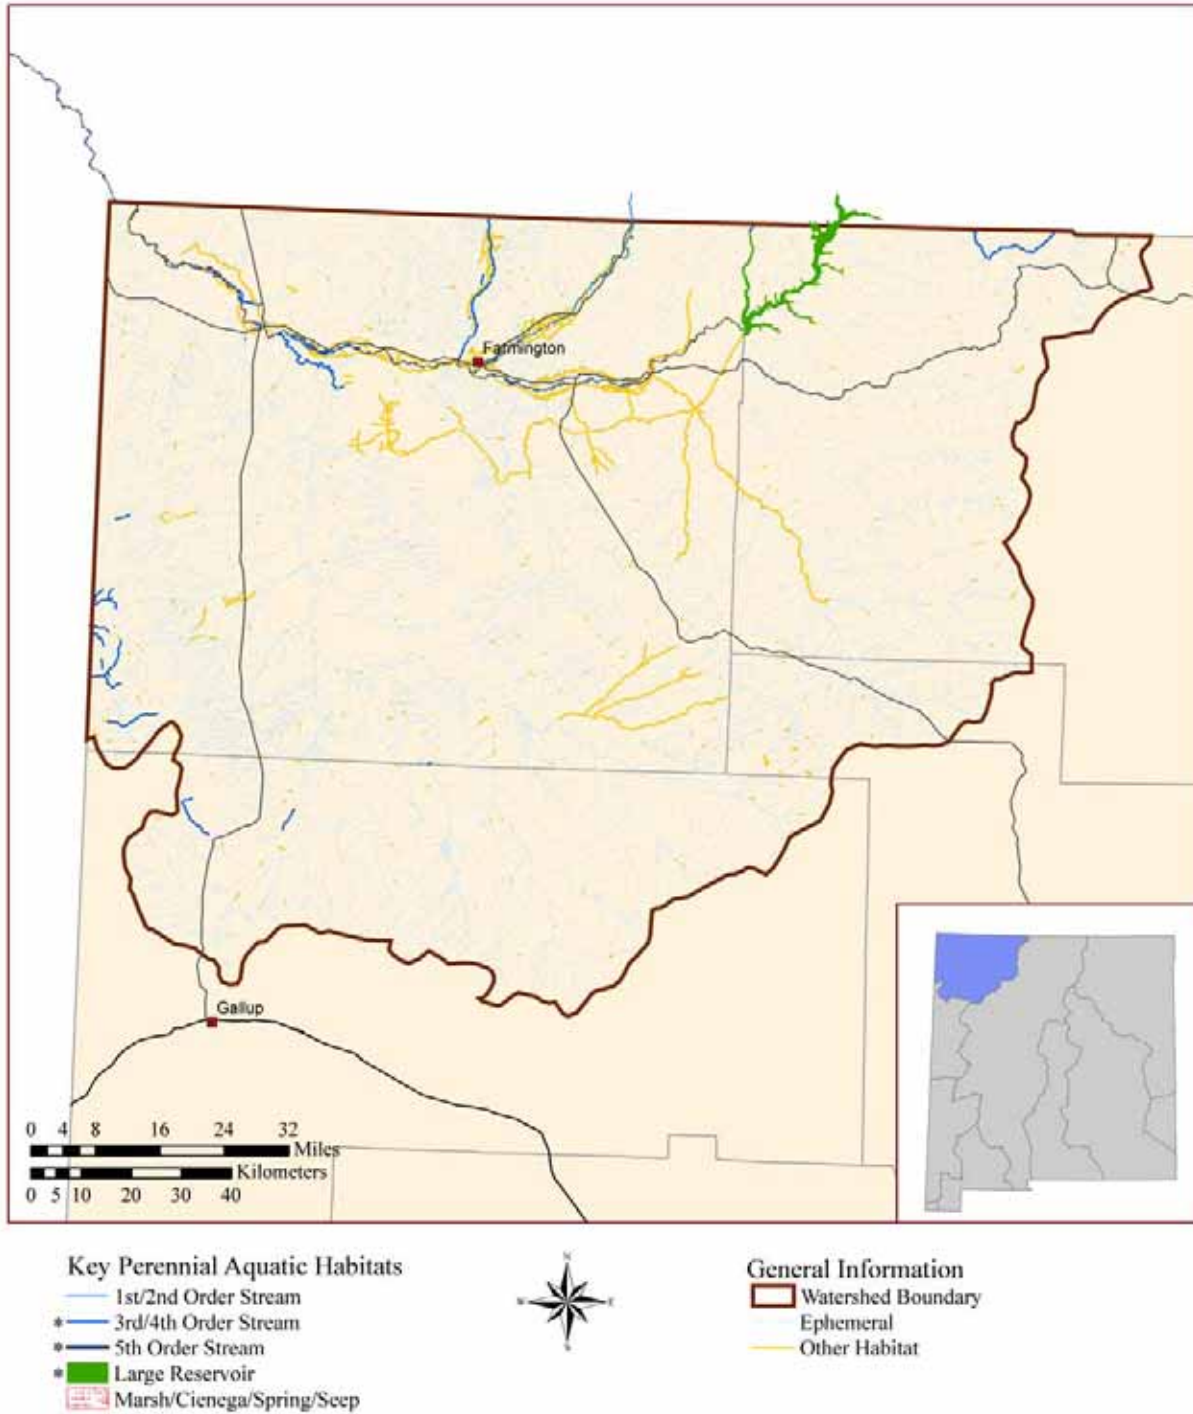 Farmington
Gallup
0 4 8 16 24 32
Miles
Kilometers
0 5 10 20 30 40
Key Perennial Aquatic Habitats
1st/2nd Order Stream
* 3rd/4th Order Stream
* 5th Order Stream
* Large Reservoir
Marsh/Cienega/Spring/Seep
N
W E
S
General Information
Watershed Boundary
Ephemeral
Other Habitat